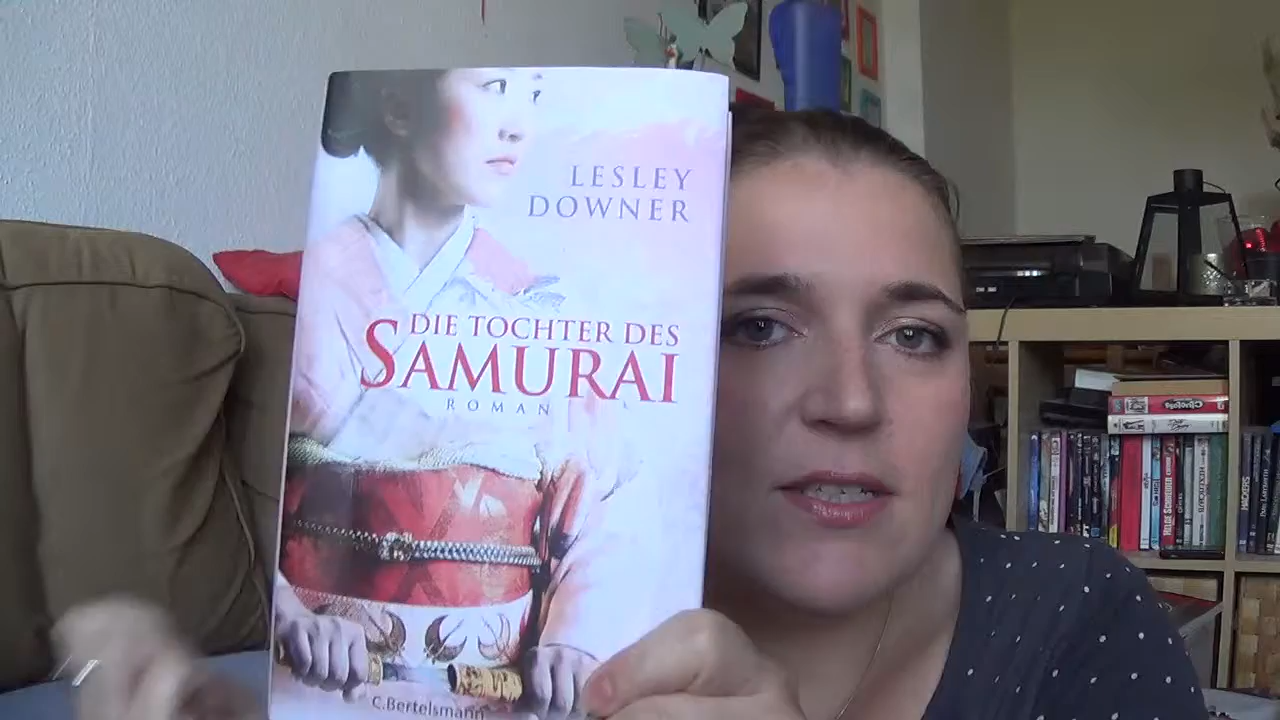 LESLEY
DOWNER
DIE TOCHTER DES
SAMURAI
ROMAN
C.Bertelsmann